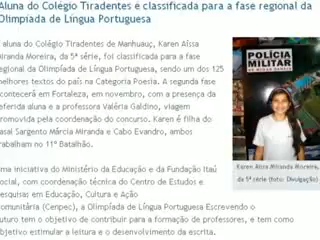 Aluna do Colégio Tiradentes é classificada para a fase regional da
Olimpíada de Língua Portuguesa
aluna do Colégio Tiradentes de Manhuaçu, Karen Aíssa
Miranda Moreira, da 5ª série, foi classificada para a fase
regional da Olimpíada de Língua Portuguesa, sendo um dos 125
melhores textos do país na Categoria Poesia. A segunda fase
acontecerá em Fortaleza, em novembro, com a presença da
referida aluna e a professora Valéria Galdino, viagem
promovida pela coordenação do concurso. Karen é filha do
casal Sargento Márcia Miranda e Cabo Evandro, ambos
trabalham no 11º Batalhão.
POLÍCIA
MILITAR
DE MINAS GERAIS
Karen Aíssa Miranda Moreira,
da 5ª série (foto: Divulgação)
uma iniciativa do Ministério da Educação e da Fundação Itaú
Social, com coordenação técnica do Centro de Estudos e
Pesquisas em Educação, Cultura e Ação
Comunitária (Cenpec), a Olimpíada de Língua Portuguesa Escrevendo o
Futuro tem o objetivo de contribuir para a formação de professores, e tem como
objetivo estimular a leitura e o desenvolvimento da escrita.